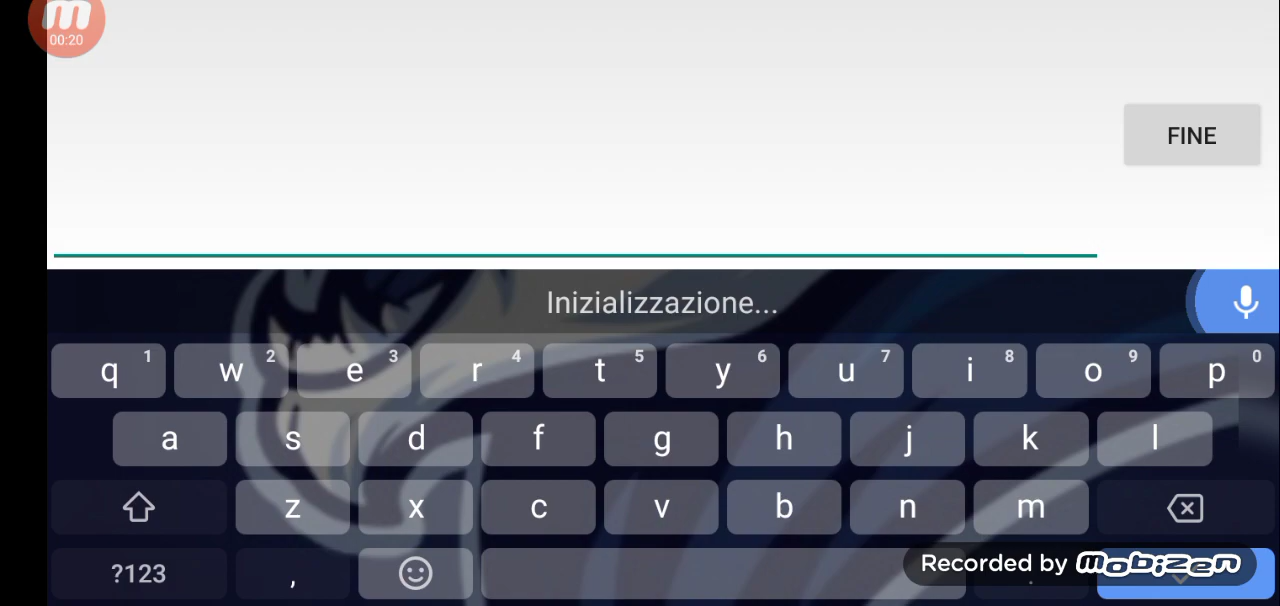 m
00:20
FINE
Inizializzazione...
q 1 w 2 e 3 r 4 t 5 y 6 u 7 i 8 o 9 p 0
a s d f g h j k l
z x c v b n m
?123 , .
Recorded by mobizen